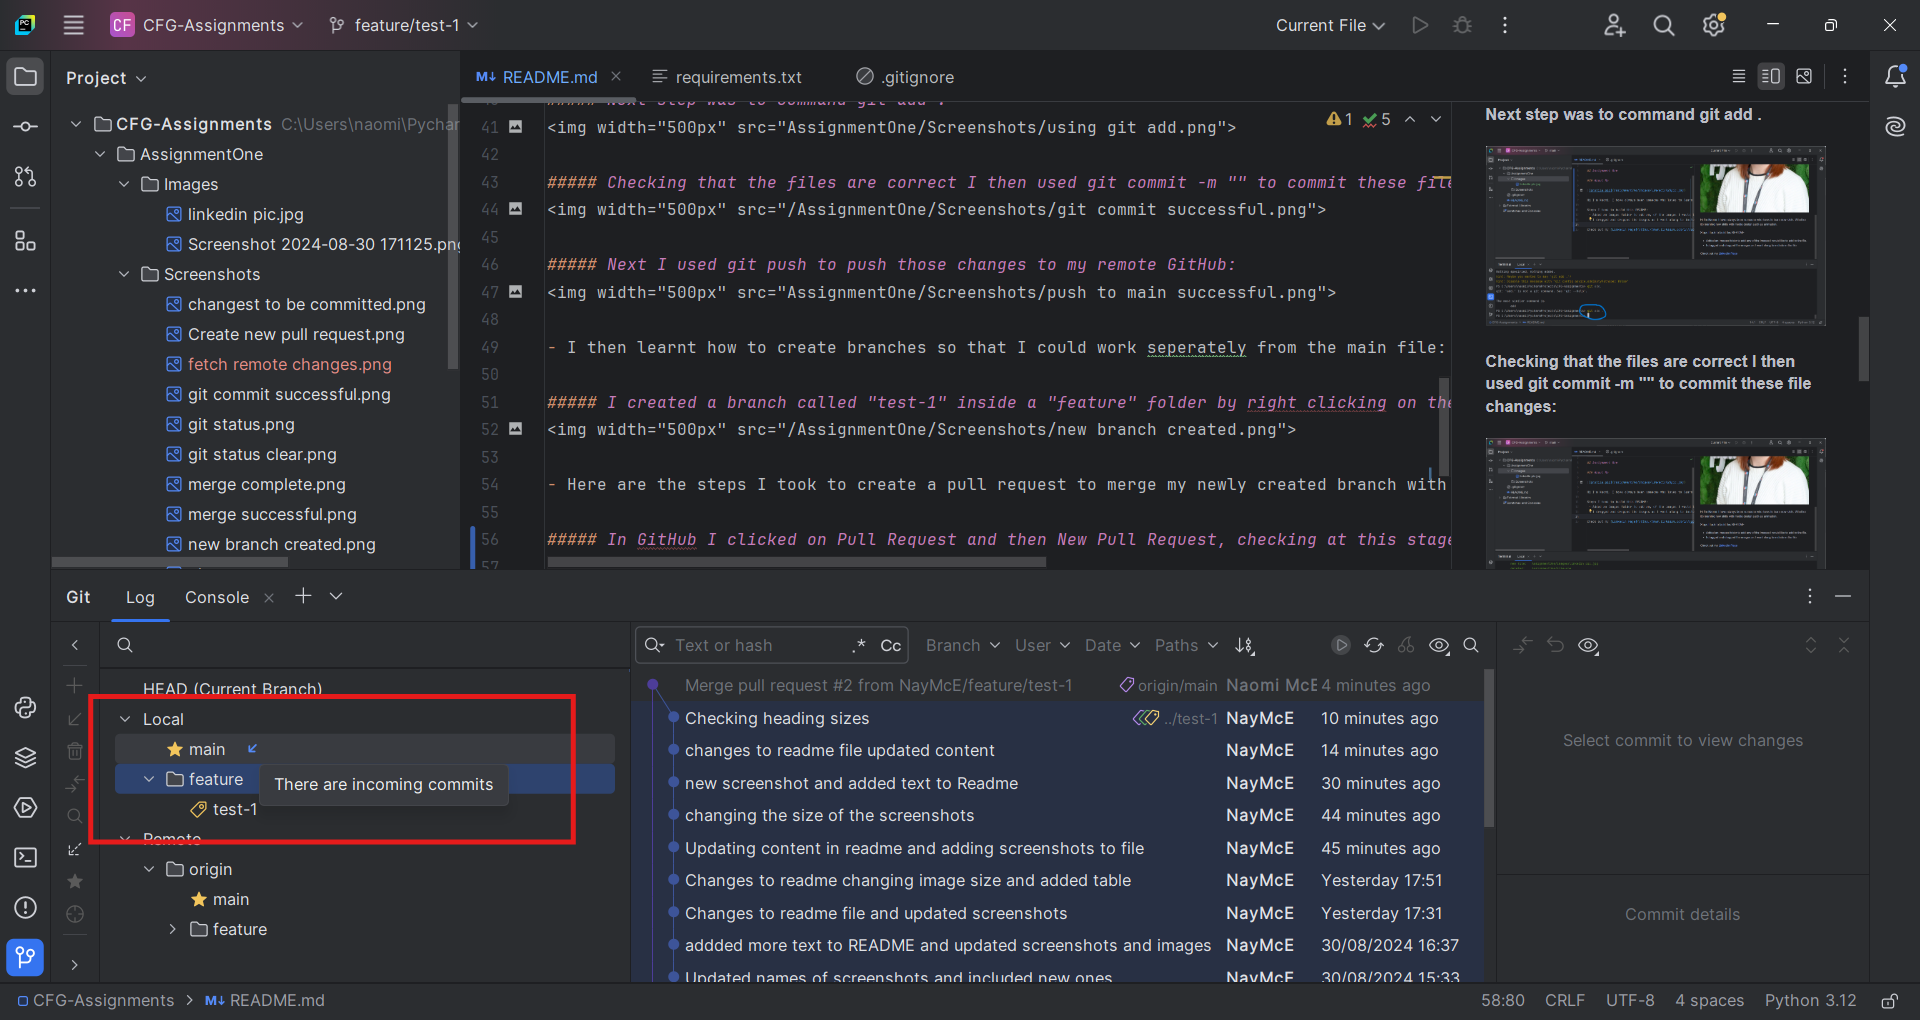 CF CFG-Assignments feature/test-1 Current File
Project
README.md requirements.txt .gitignore
CFG-Assignments C:\Users\naomi\Pychar
AssignmentOne
Images
linkedin pic.jpg
Screenshot 2024-08-30 171125.png
Screenshots
changest to be committed.png
Create new pull request.png
fetch remote changes.png
git commit successful.png
git status.png
git status clear.png
merge complete.png
merge successful.png
new branch created.png
1 5
41 <img width="500px" src="AssignmentOne/Screenshots/using git add.png">
42
43 ##### Checking that the files are correct I then used git commit -m "" to commit these file
44 <img width="500px" src="/AssignmentOne/Screenshots/git commit successful.png">
45
46 ##### Next I used git push to push those changes to my remote GitHub:
47 <img width="500px" src="AssignmentOne/Screenshots/push to main successful.png">
48
49 - I then learnt how to create branches so that I could work seperately from the main file:
50
51 ##### I created a branch called "test-1" inside a "feature" folder by right clicking on the
52 <img width="500px" src="/AssignmentOne/Screenshots/new branch created.png">
53
54 - Here are the steps I took to create a pull request to merge my newly created branch with
55
56 ##### In GitHub I clicked on Pull Request and then New Pull Request, checking at this stage
57
Next step was to command git add .
Checking that the files are correct I then
used git commit -m "" to commit these file
changes:
Git Log Console
HEAD (Current Branch)
Local
main
feature
There are incoming commits
test-1
Remote
origin
main
feature
Text or hash .* Cc Branch User Date Paths
Merge pull request #2 from NayMcE/feature/test-1 origin/main Naomi McE 4 minutes ago
Checking heading sizes ../test-1 NayMcE 10 minutes ago
changes to readme file updated content NayMcE 14 minutes ago
new screenshot and added text to Readme NayMcE 30 minutes ago
changing the size of the screenshots NayMcE 44 minutes ago
Updating content in readme and adding screenshots to file NayMcE 45 minutes ago
Changes to readme changing image size and added table NayMcE Yesterday 17:51
Changes to readme file and updated screenshots NayMcE Yesterday 17:31
addded more text to README and updated screenshots and images NayMcE 30/08/2024 16:37
Updated names of screenshots and included new ones NayMcE 30/08/2024 15:33
Select commit to view changes
Commit details
CFG-Assignments > README.md 58:80 CRLF UTF-8 4 spaces Python 3.12